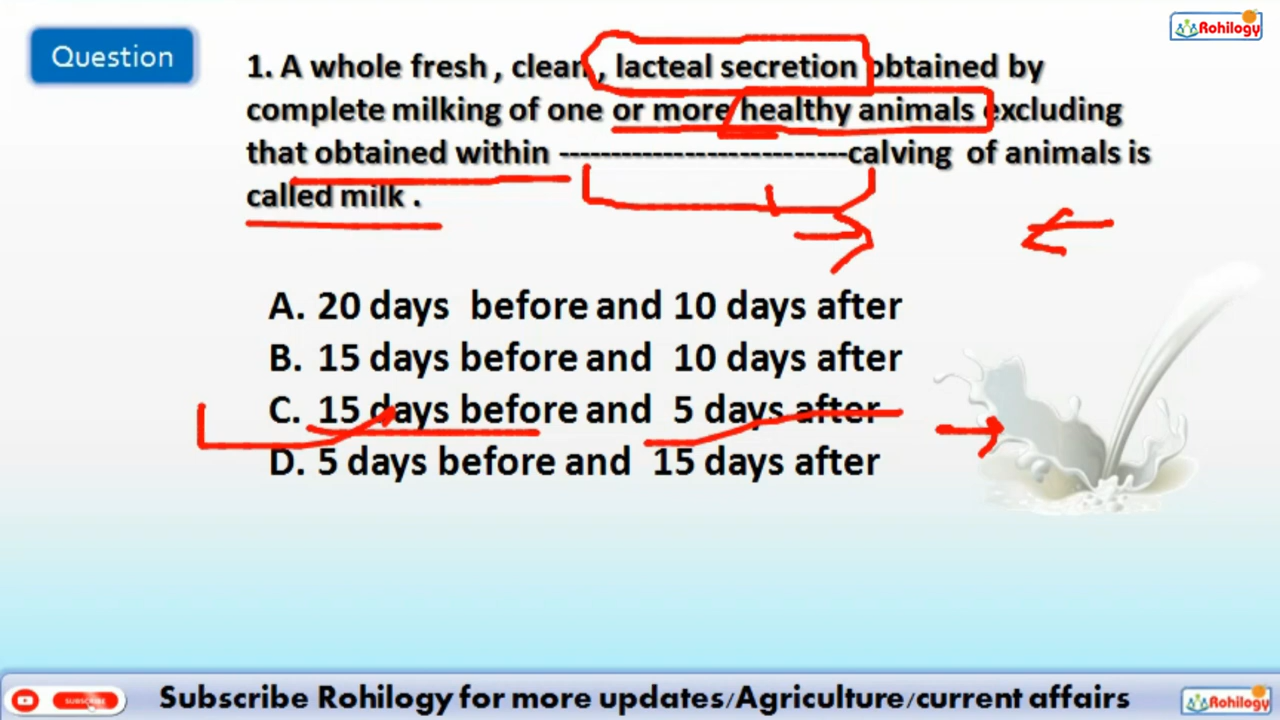 Question
Rohilogy
1. A whole fresh , clean , lacteal secretion obtained by
complete milking of one or more healthy animals excluding
that obtained within ----------------------------calving of animals is
called milk .
A. 20 days before and 10 days after
B. 15 days before and 10 days after
C. 15 days before and 5 days after
D. 5 days before and 15 days after
SUBSCRIBE
Subscribe Rohilogy for more updates/Agriculture/current affairs
Rohilogy